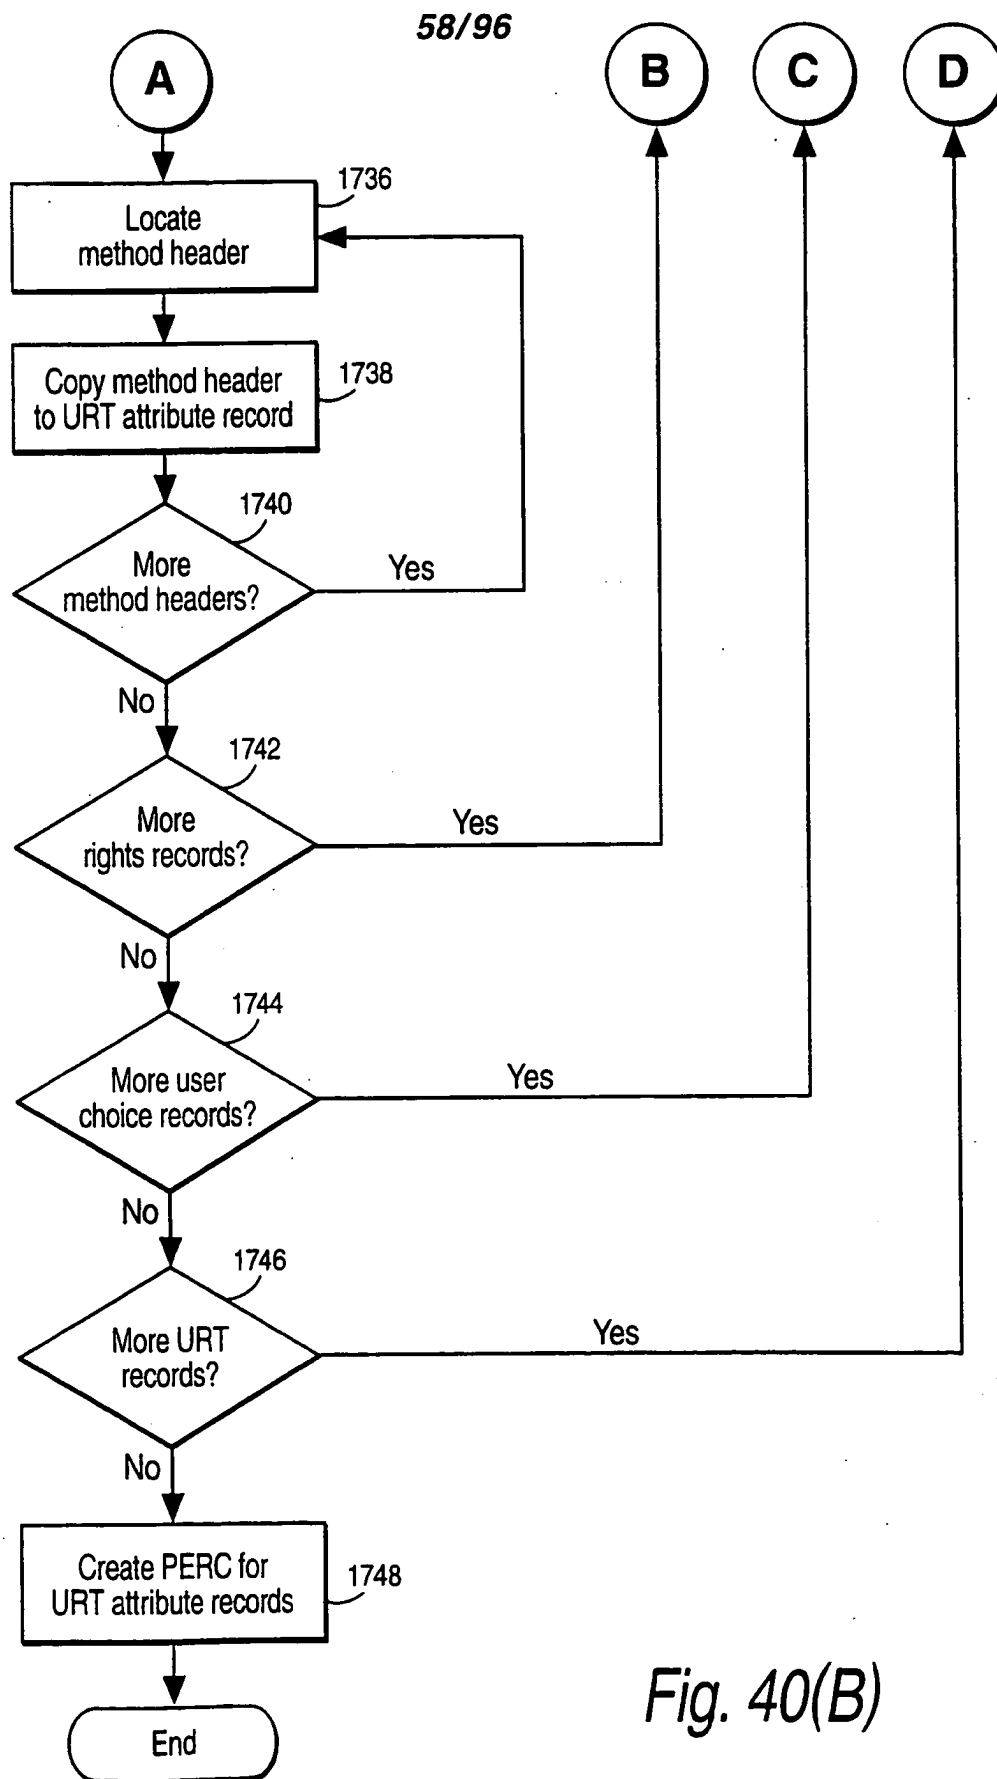 58/96
A
B
C
D
1736
Locate
method header
1738
Copy method header
to URT attribute record
1740
More
method headers?
Yes
No
1742
More
rights records?
Yes
No
1744
More user
choice records?
Yes
No
1746
More URT
records?
Yes
No
1748
Create PERC for
URT attribute records
End
Fig. 40(B)